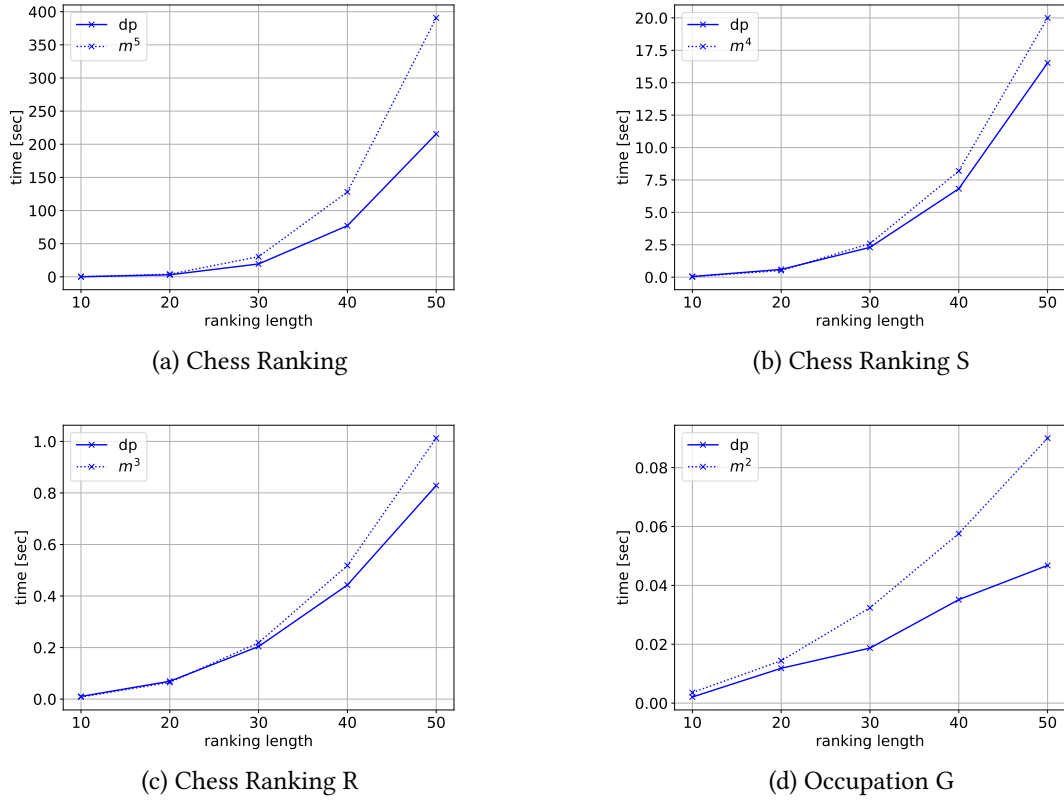 400
350
300
250
200
150
100
50
0
time [sec]
dp
m⁵
10 20 30 40 50
ranking length
(a) Chess Ranking
20.0
17.5
15.0
12.5
10.0
7.5
5.0
2.5
0.0
time [sec]
dp
m⁴
10 20 30 40 50
ranking length
(b) Chess Ranking S
1.0
0.8
0.6
0.4
0.2
0.0
time [sec]
dp
m³
10 20 30 40 50
ranking length
(c) Chess Ranking R
0.08
0.06
0.04
0.02
0.00
time [sec]
dp
m²
10 20 30 40 50
ranking length
(d) Occupation G